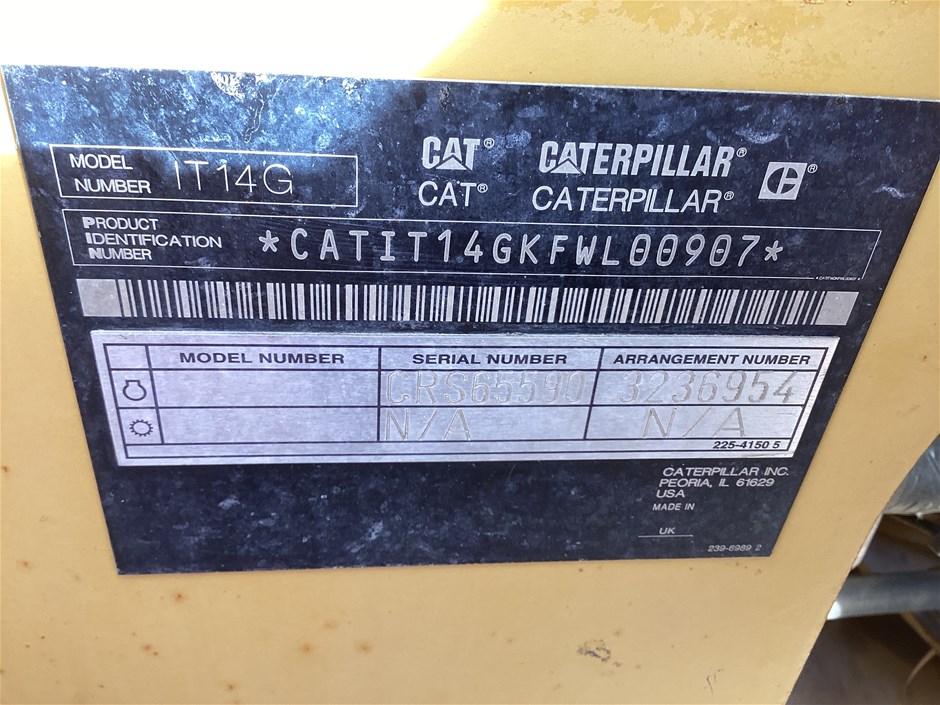 MODEL NUMBER IT14G
CAT® CATERPILLAR® ®
CAT® CATERPILLAR®
PRODUCT IDENTIFICATION NUMBER *CATIT14GKFWL00907*
MODEL NUMBER SERIAL NUMBER ARRANGEMENT NUMBER
CRS65590 3236954
N/A N/A
225-4150 5
CATERPILLAR INC.
PEORIA, IL 61629
USA
MADE IN
UK
239-6989 2